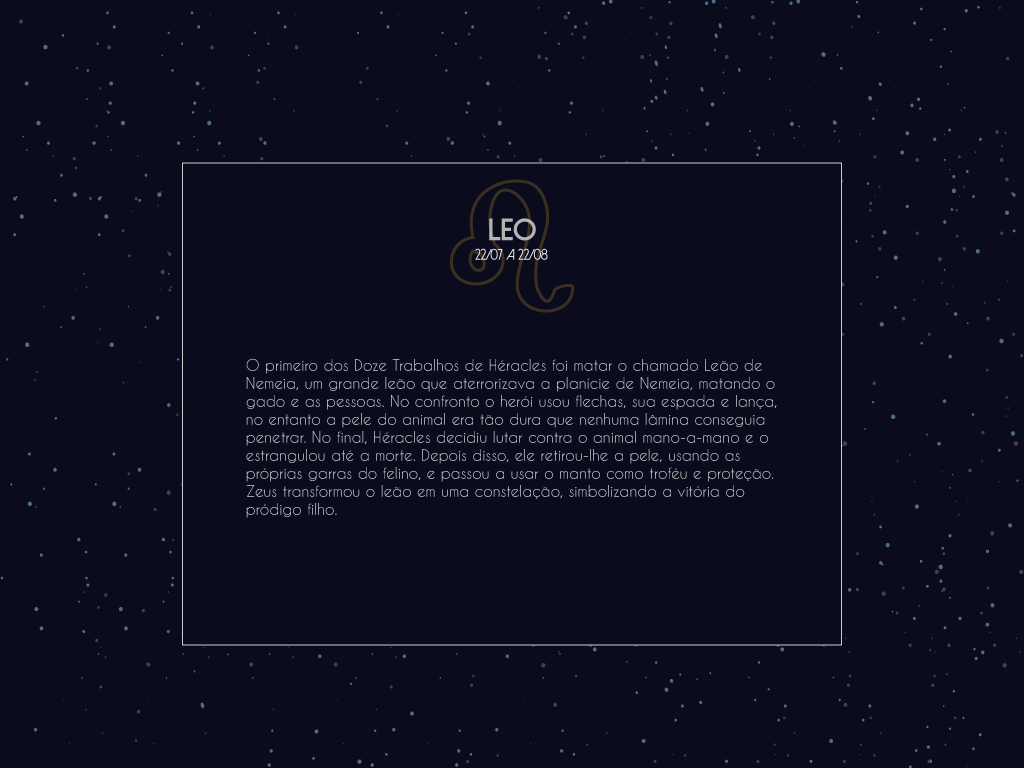 LEO
22/07 A 22/08
O primeiro dos Doze Trabalhos de Héracles foi matar o chamado Leão de
Nemeia, um grande leão que aterrorizava a planície de Nemeia, matando o
gado e as pessoas. No confronto o herói usou flechas, sua espada e lança,
no entanto a pele do animal era tão dura que nenhuma lâmina conseguia
penetrar. No final, Héracles decidiu lutar contra o animal mano-a-mano e o
estrangulou até a morte. Depois disso, ele retirou-lhe a pele, usando as
próprias garras do felino, e passou a usar o manto como troféu e proteção.
Zeus transformou o leão em uma constelação, simbolizando a vitória do
pródigo filho.